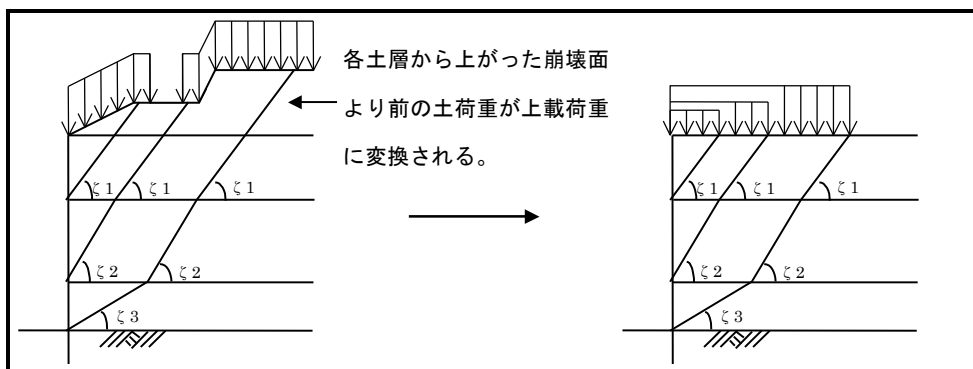 各土層から上がった崩壊面
より前の土荷重が上載荷重
に変換される。
ζ1 ζ1 ζ1
ζ2 ζ2
ζ3
ζ1 ζ1 ζ1
ζ2 ζ2
ζ3